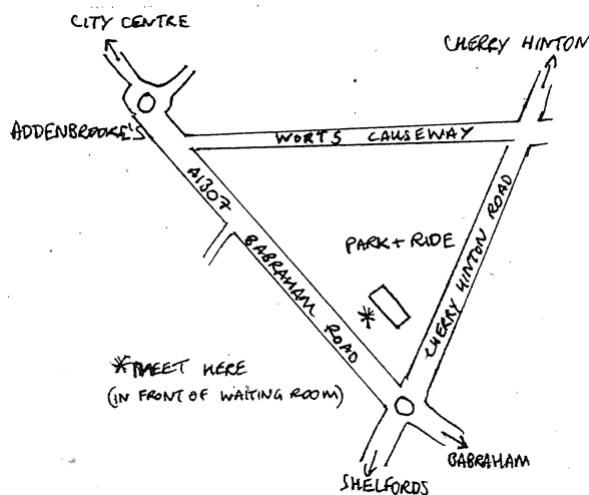 CITY CENTRE
CHERRY HINTON
ADDENBROOKE'S
WORTS CAUSEWAY
A1307
BABRAHAM ROAD
PARK + RIDE
CHERRY HINTON ROAD
*MEET HERE
(IN FRONT OF WAITING ROOM)
BABRAHAM
SHELFORDS